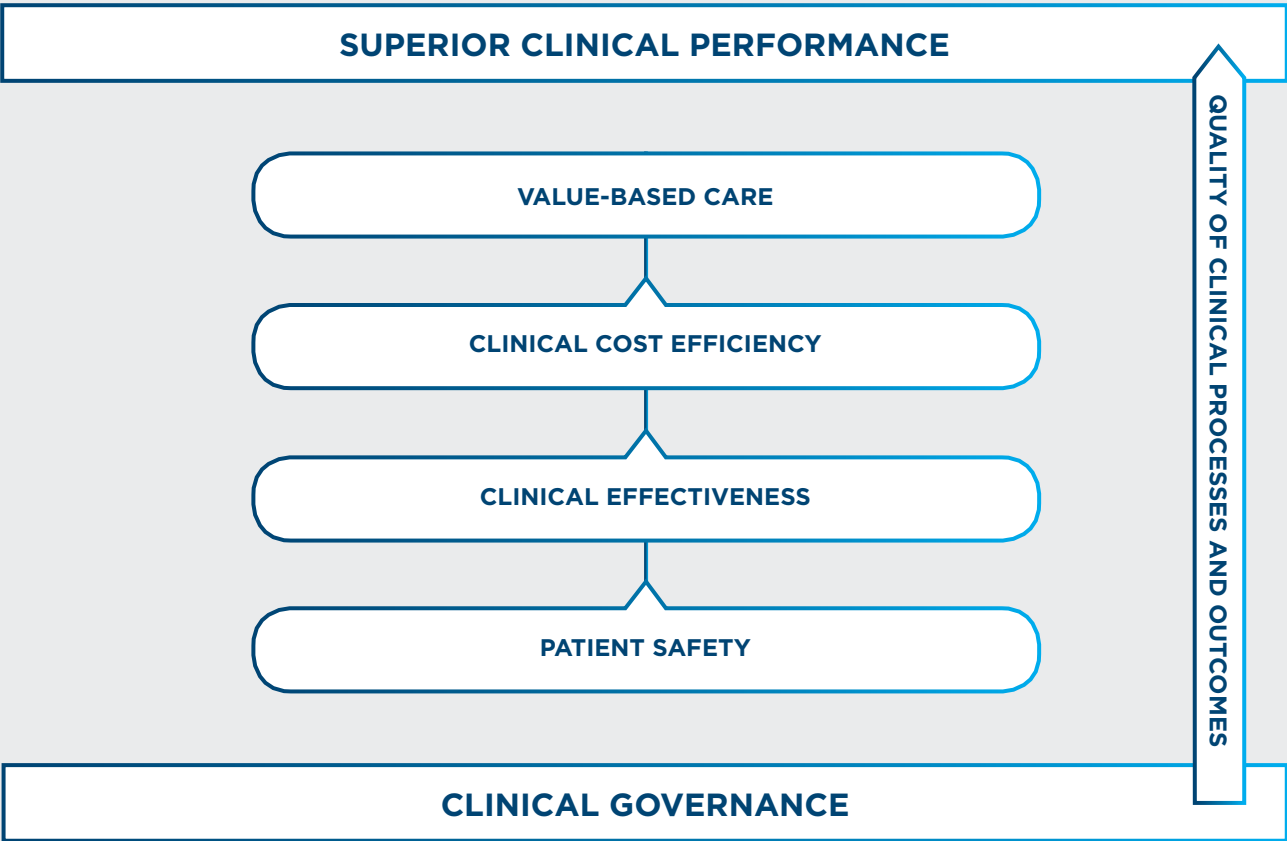 SUPERIOR CLINICAL PERFORMANCE
VALUE-BASED CARE
CLINICAL COST EFFICIENCY
CLINICAL EFFECTIVENESS
PATIENT SAFETY
CLINICAL GOVERNANCE
QUALITY OF CLINICAL PROCESSES AND OUTCOMES